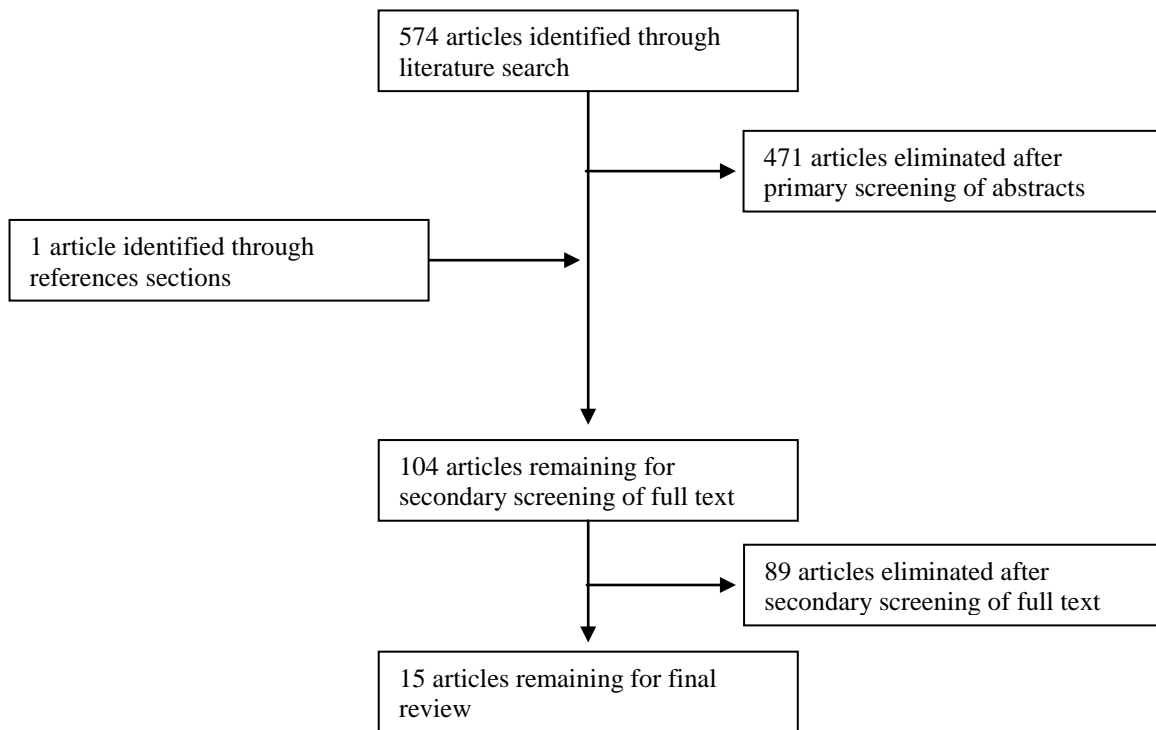 574 articles identified through
literature search
471 articles eliminated after
primary screening of abstracts
1 article identified through
references sections
104 articles remaining for
secondary screening of full text
89 articles eliminated after
secondary screening of full text
15 articles remaining for final
review